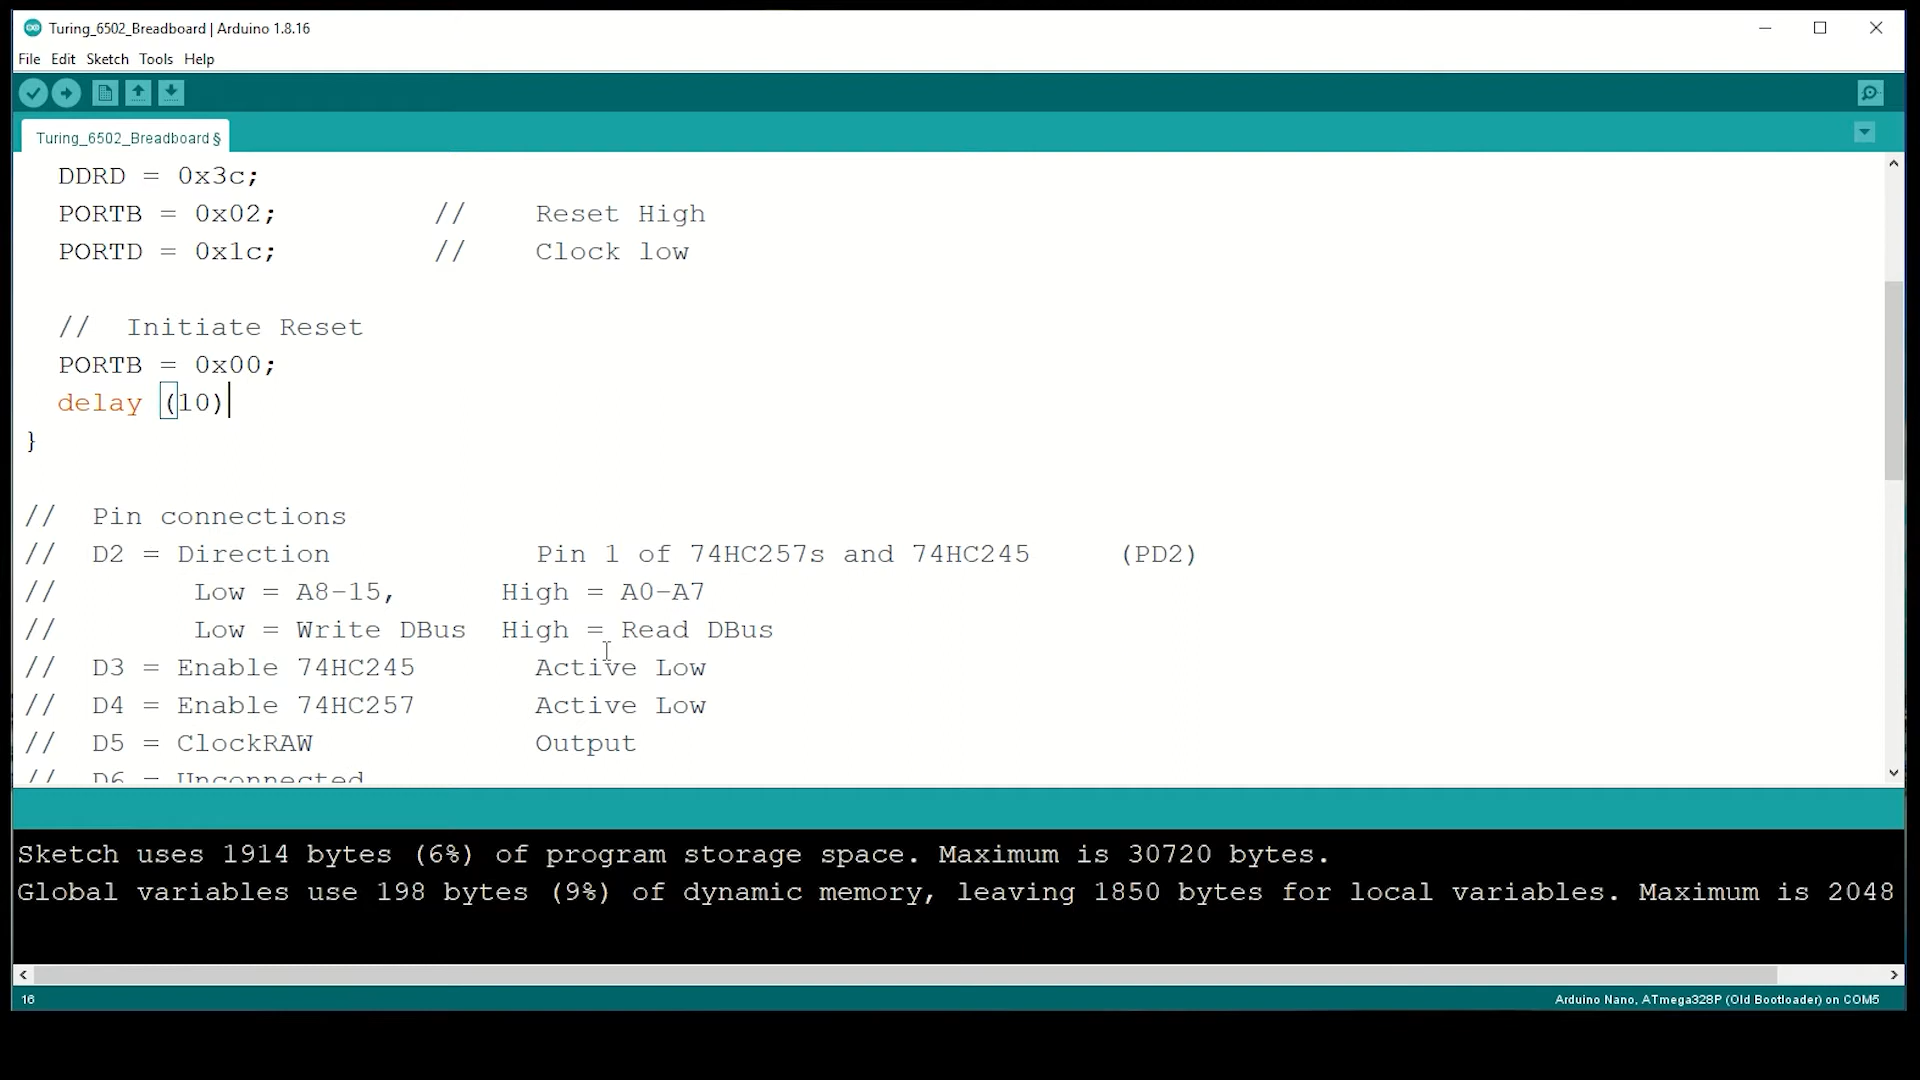 Turing_6502_Breadboard | Arduino 1.8.16
File Edit Sketch Tools Help
Turing_6502_Breadboard §
DDRD = 0x3c;
PORTB = 0x02; // Reset High
PORTD = 0x1c; // Clock low
// Initiate Reset
PORTB = 0x00;
delay (10)
}
// Pin connections
// D2 = Direction Pin 1 of 74HC257s and 74HC245 (PD2)
// Low = A8-15, High = A0-A7
// Low = Write DBus High = Read DBus
// D3 = Enable 74HC245 Active Low
// D4 = Enable 74HC257 Active Low
// D5 = ClockRAW Output
// D6 = Unconnected
Sketch uses 1914 bytes (6%) of program storage space. Maximum is 30720 bytes.
Global variables use 198 bytes (9%) of dynamic memory, leaving 1850 bytes for local variables. Maximum is 2048
16
Arduino Nano, ATmega328P (Old Bootloader) on COM5